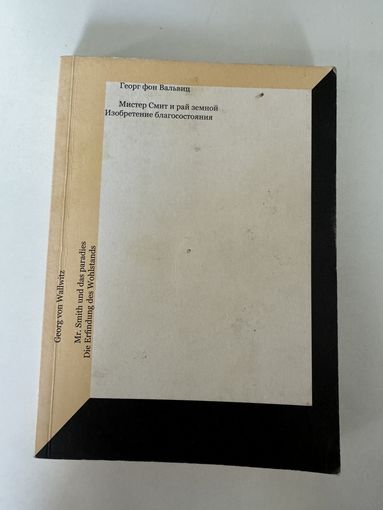 Георг фон Вальвиц
Мистер Смит и рай земной
Изобретение благосостояния
Georg von Wallwitz
Mr. Smith und das paradies
Die Erfindung des Wohlstands